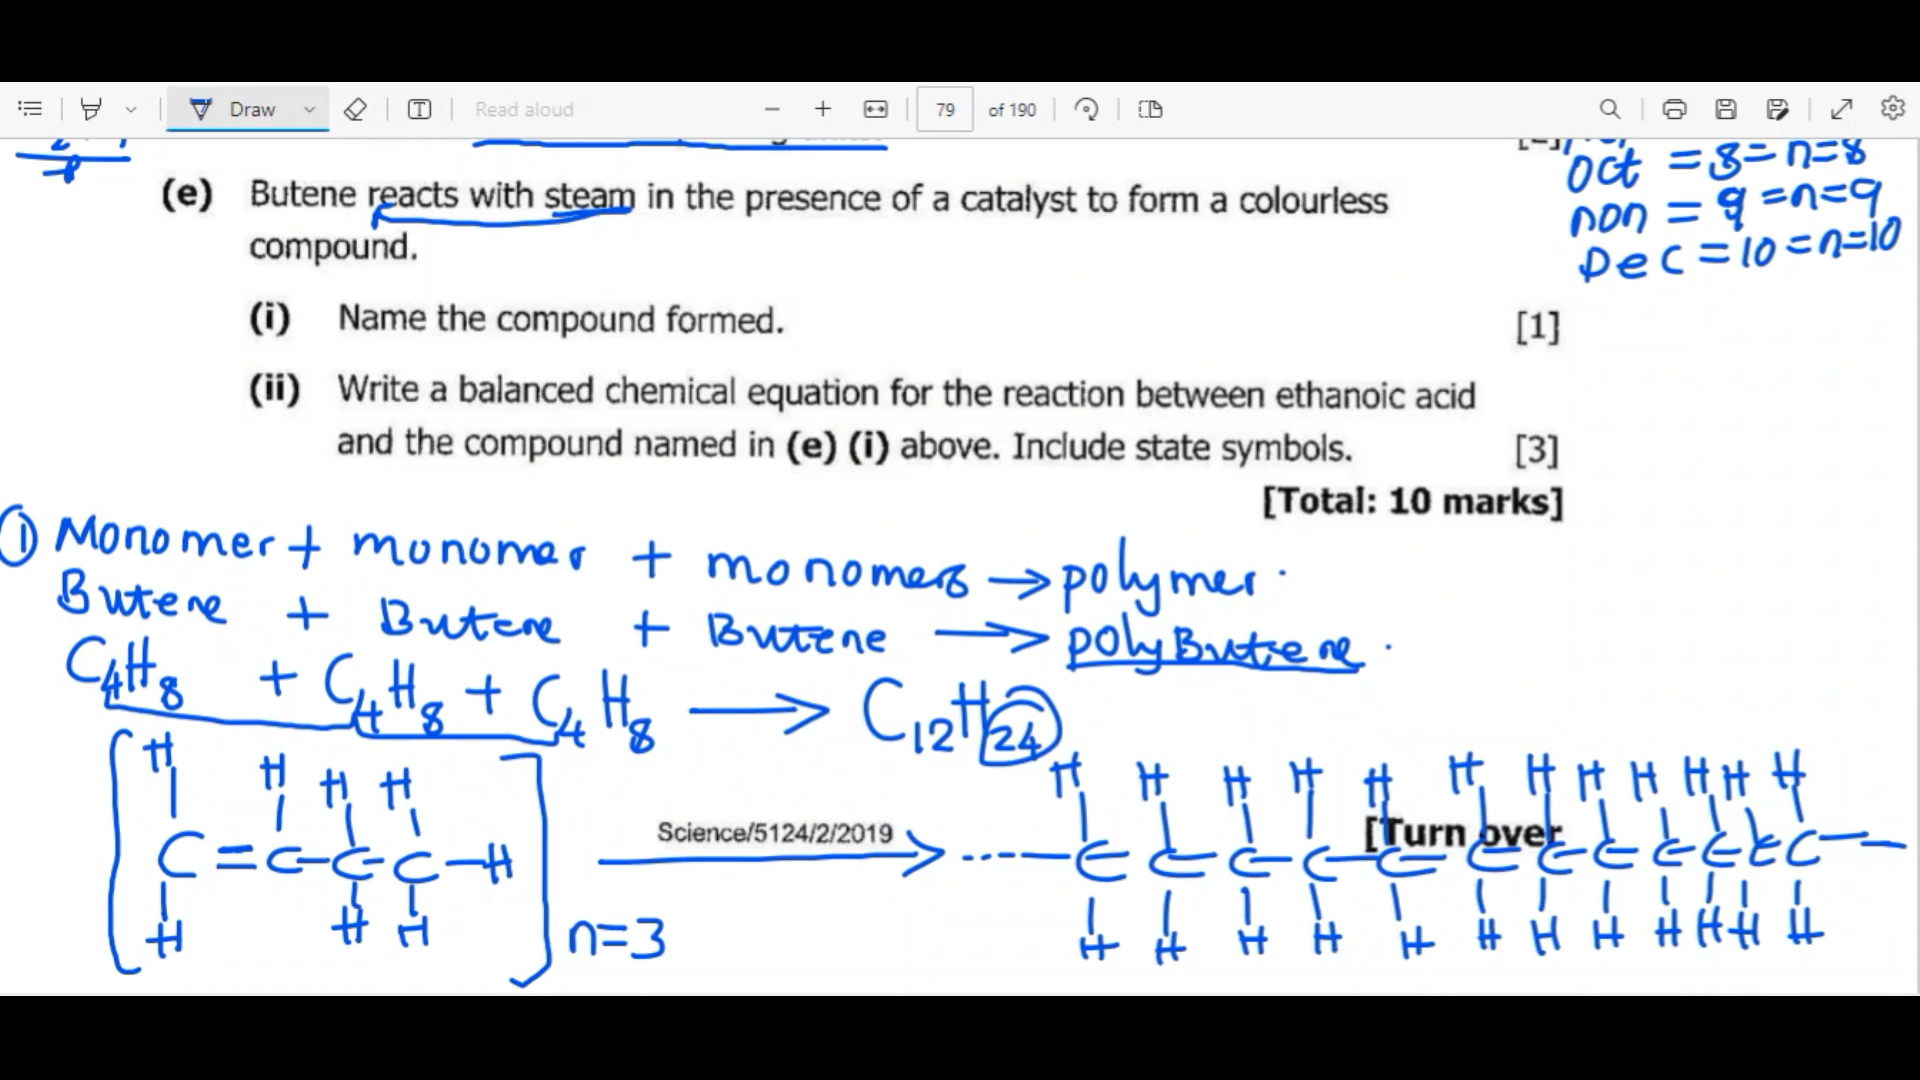 Draw
Read aloud
79 of 190
oct = 8 = n=8
non = 9 = n=9
Dec = 10 = n=10
(e) Butene reacts with steam in the presence of a catalyst to form a colourless
compound.
(i) Name the compound formed. [1]
(ii) Write a balanced chemical equation for the reaction between ethanoic acid
and the compound named in (e) (i) above. Include state symbols. [3]
[Total: 10 marks]
① Monomer + monomer + monomers → polymer.
Butene + Butene + Butene → polyButene.
C4H8 + C4H8 + C4H8 → C12H24
H H H H
C=C-C-C-H
H H H
n=3
Science/5124/2/2019
H H H H H H H H H H H H
[Turn over
C-C-C-C-C-C-C-C-C-C-C-C-
H H H H H H H H H H H H